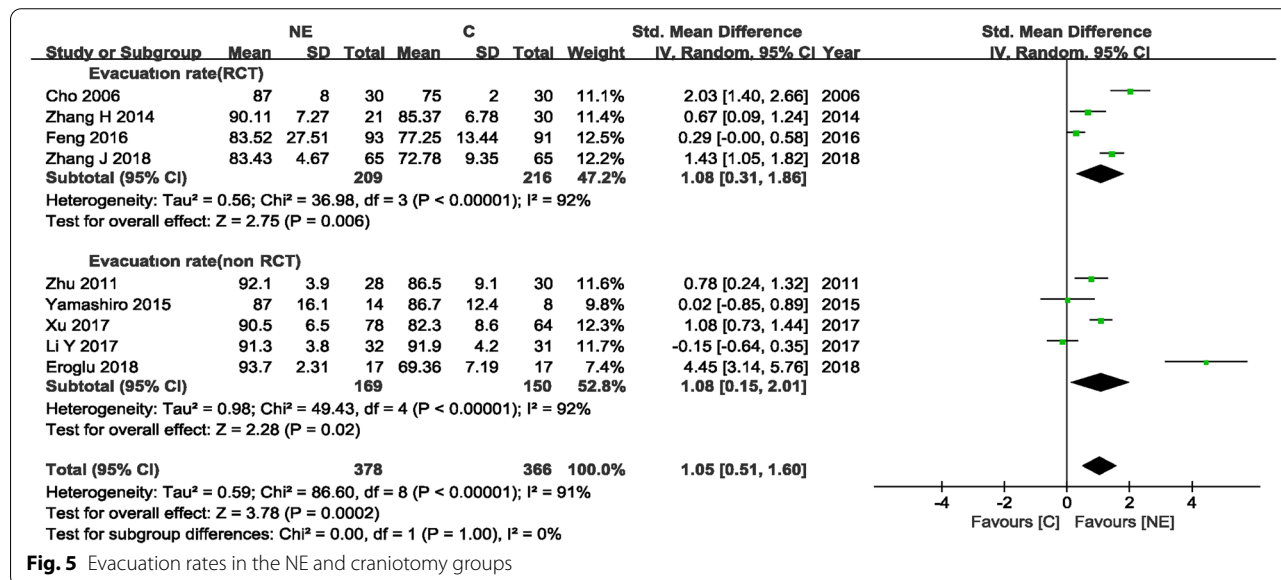 NE C Std. Mean Difference Std. Mean Difference
Study or Subgroup Mean SD Total Mean SD Total Weight IV, Random, 95% CI Year IV, Random, 95% CI
Evacuation rate(RCT)
Cho 2006 87 8 30 75 2 30 11.1% 2.03 [1.40, 2.66] 2006
Zhang H 2014 90.11 7.27 21 85.37 6.78 30 11.4% 0.67 [0.09, 1.24] 2014
Feng 2016 83.52 27.51 93 77.25 13.44 91 12.5% 0.29 [-0.00, 0.58] 2016
Zhang J 2018 83.43 4.67 65 72.78 9.35 65 12.2% 1.43 [1.05, 1.82] 2018
Subtotal (95% CI) 209 216 47.2% 1.08 [0.31, 1.86]
Heterogeneity: Tau² = 0.56; Chi² = 36.98, df = 3 (P < 0.00001); I² = 92%
Test for overall effect: Z = 2.75 (P = 0.006)
Evacuation rate(non RCT)
Zhu 2011 92.1 3.9 28 86.5 9.1 30 11.6% 0.78 [0.24, 1.32] 2011
Yamashiro 2015 87 16.1 14 86.7 12.4 8 9.8% 0.02 [-0.85, 0.89] 2015
Xu 2017 90.5 6.5 78 82.3 8.6 64 12.3% 1.08 [0.73, 1.44] 2017
Li Y 2017 91.3 3.8 32 91.9 4.2 31 11.7% -0.15 [-0.64, 0.35] 2017
Eroglu 2018 93.7 2.31 17 69.36 7.19 17 7.4% 4.45 [3.14, 5.76] 2018
Subtotal (95% CI) 169 150 52.8% 1.08 [0.15, 2.01]
Heterogeneity: Tau² = 0.98; Chi² = 49.43, df = 4 (P < 0.00001); I² = 92%
Test for overall effect: Z = 2.28 (P = 0.02)
Total (95% CI) 378 366 100.0% 1.05 [0.51, 1.60]
Heterogeneity: Tau² = 0.59; Chi² = 86.60, df = 8 (P < 0.00001); I² = 91%
Test for overall effect: Z = 3.78 (P = 0.0002)
Test for subgroup differences: Chi² = 0.00, df = 1 (P = 1.00), I² = 0%
-4 -2 0 2 4
Favours [C] Favours [NE]
Fig. 5 Evacuation rates in the NE and craniotomy groups